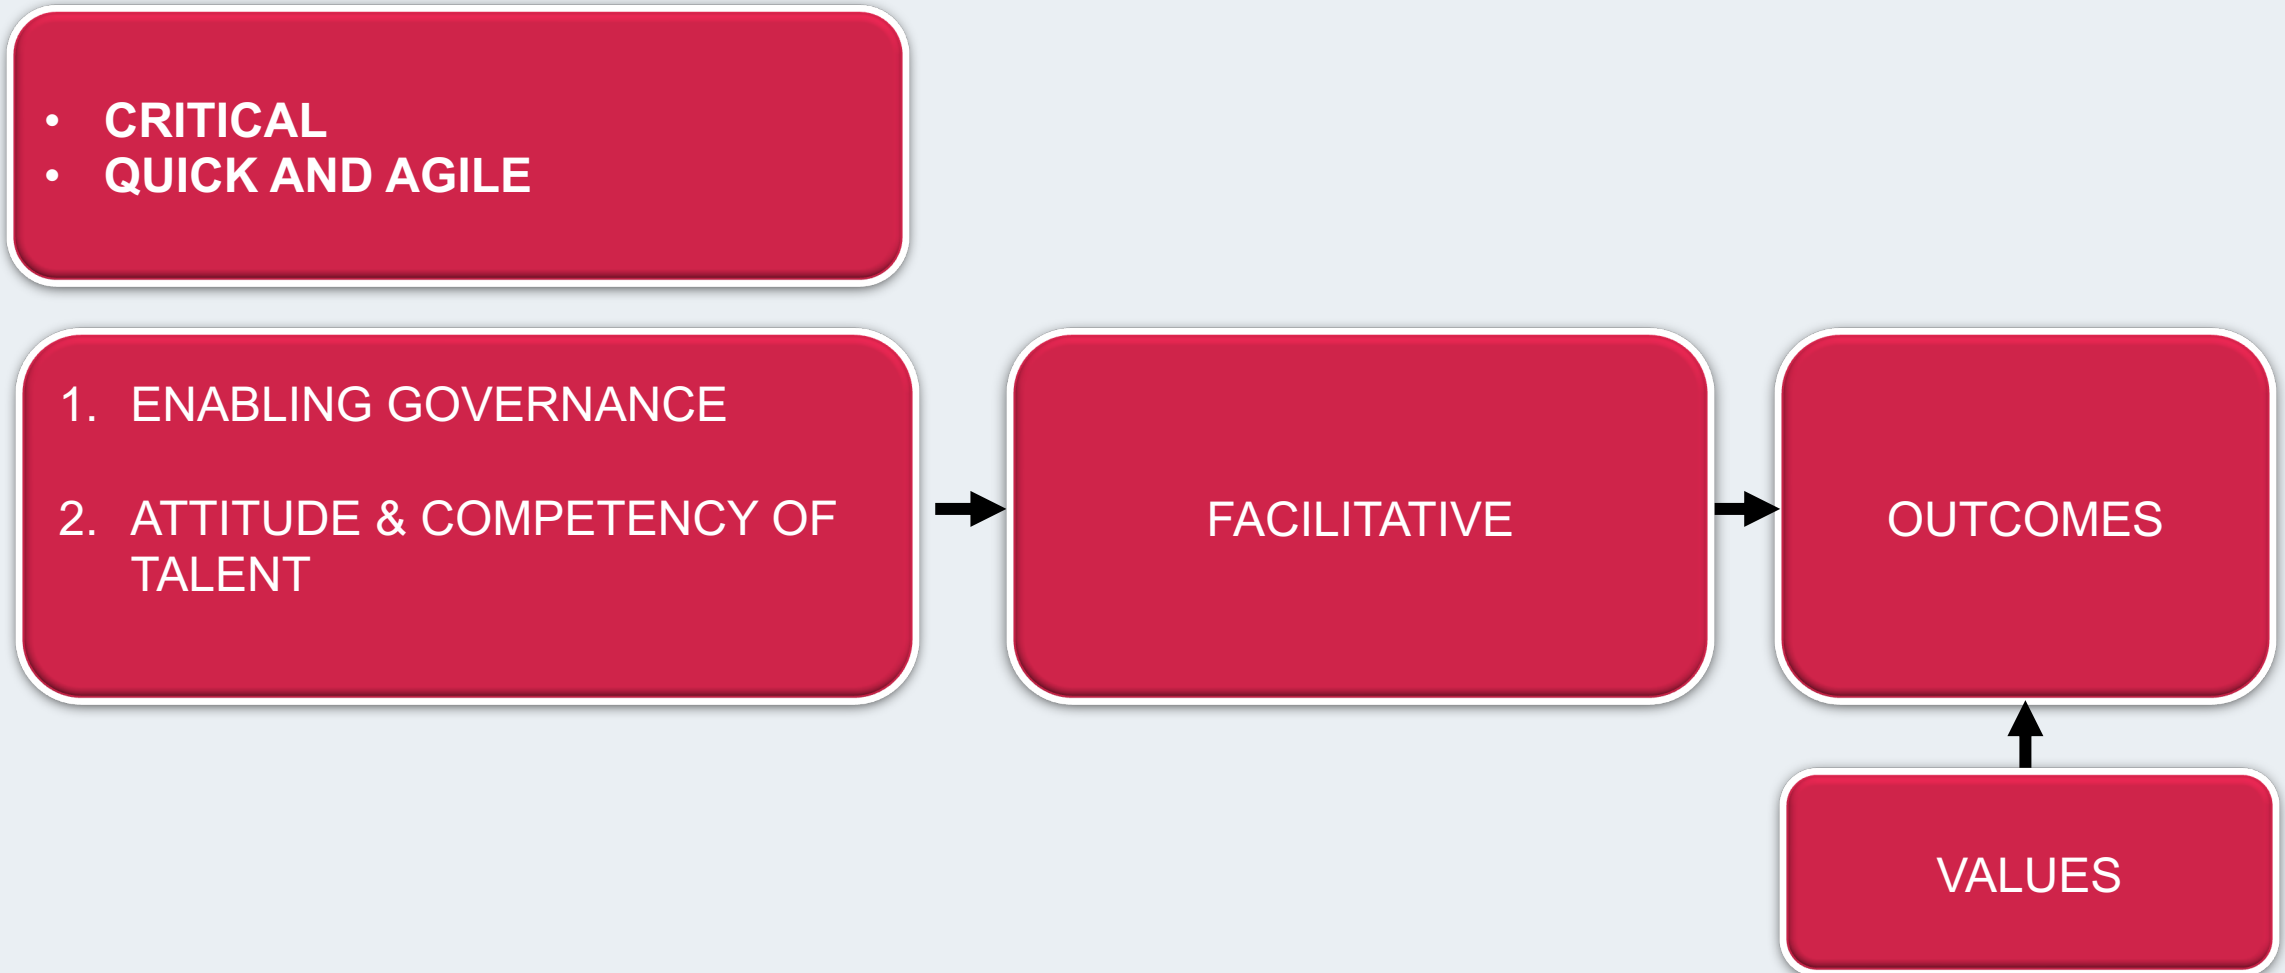 • CRITICAL
• QUICK AND AGILE
1. ENABLING GOVERNANCE
2. ATTITUDE & COMPETENCY OF
TALENT
FACILITATIVE
OUTCOMES
VALUES